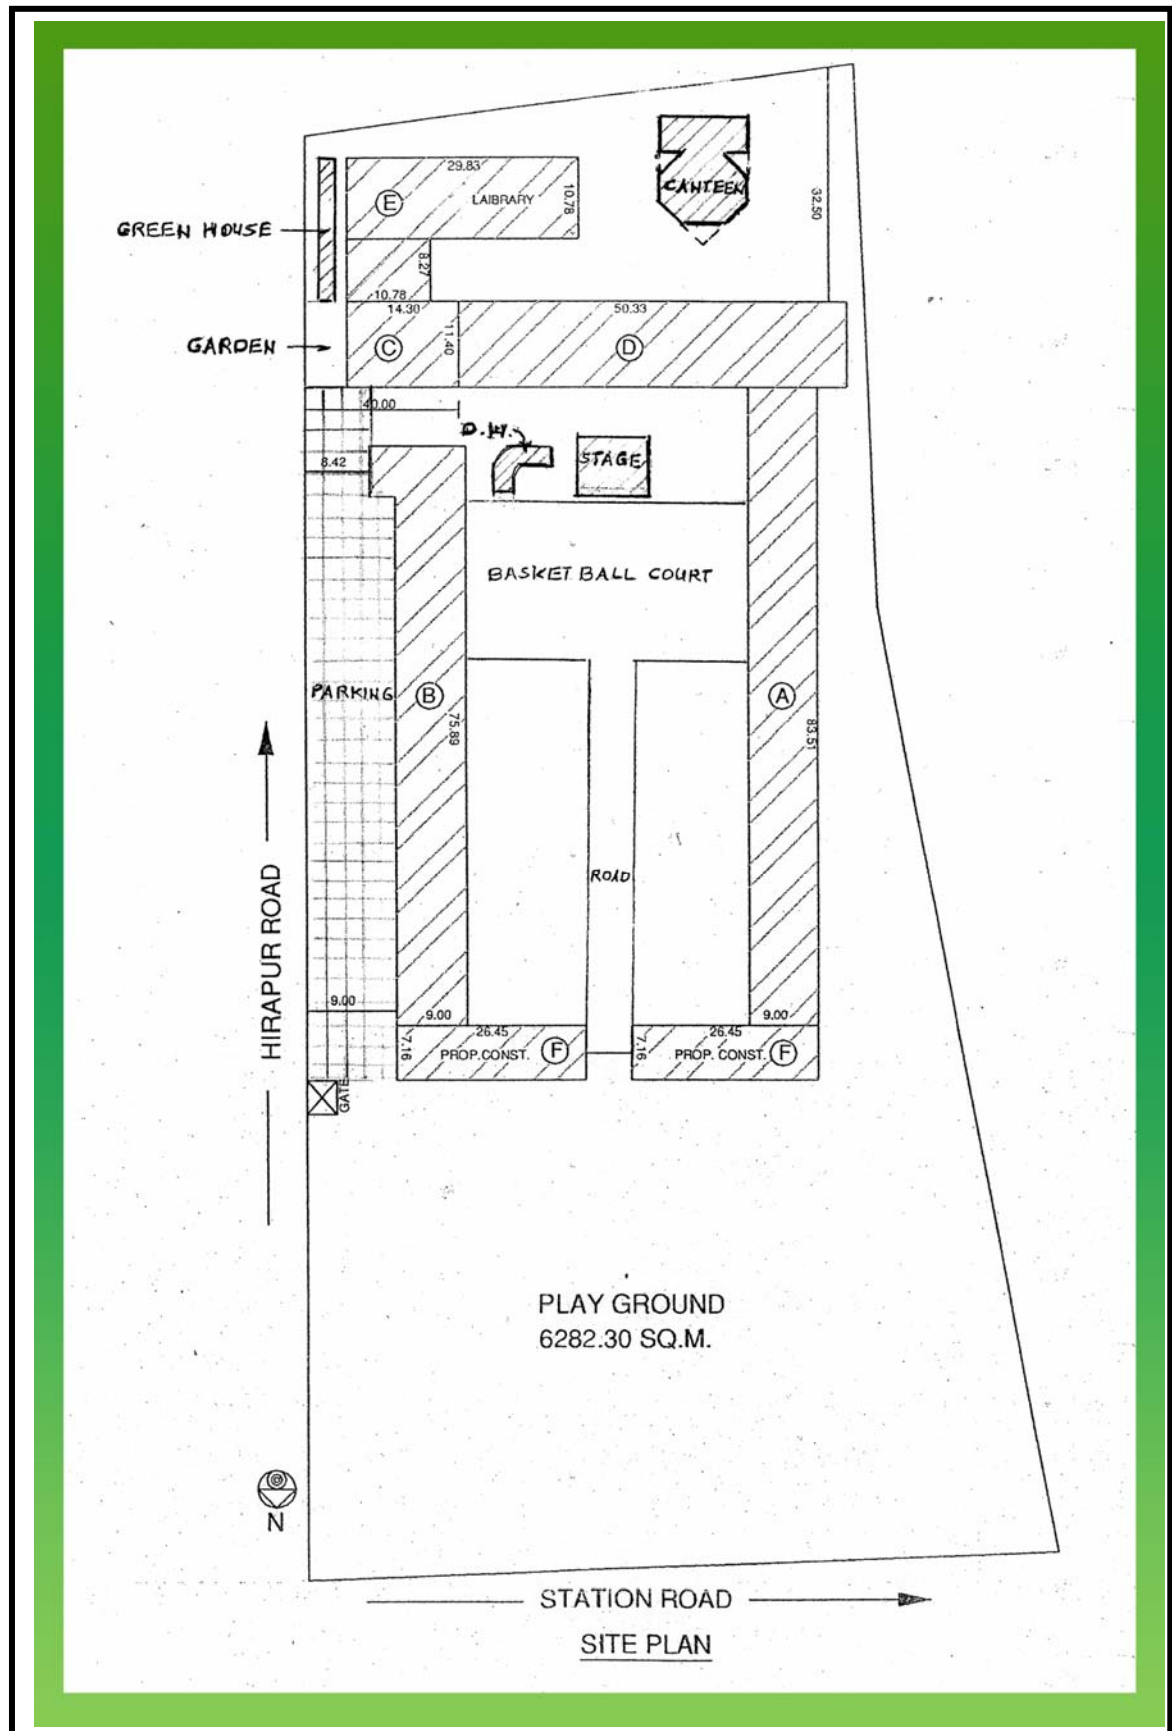 29.83
E
LAIBRARY
10.78
CANTEEN
32.50
GREEN HOUSE
8.27
10.78
14.30
50.33
GARDEN
C
11.40
D
40.00
D.W.
STAGE
8.42
BASKET BALL COURT
PARKING
B
75.89
A
83.51
ROAD
HIRAPUR ROAD
9.00
9.00
26.45
26.45
9.00
7.16
PROP.CONST.
F
7.16
PROP. CONST.
F
GATE
PLAY GROUND
6282.30 SQ.M.
N
STATION ROAD
SITE PLAN